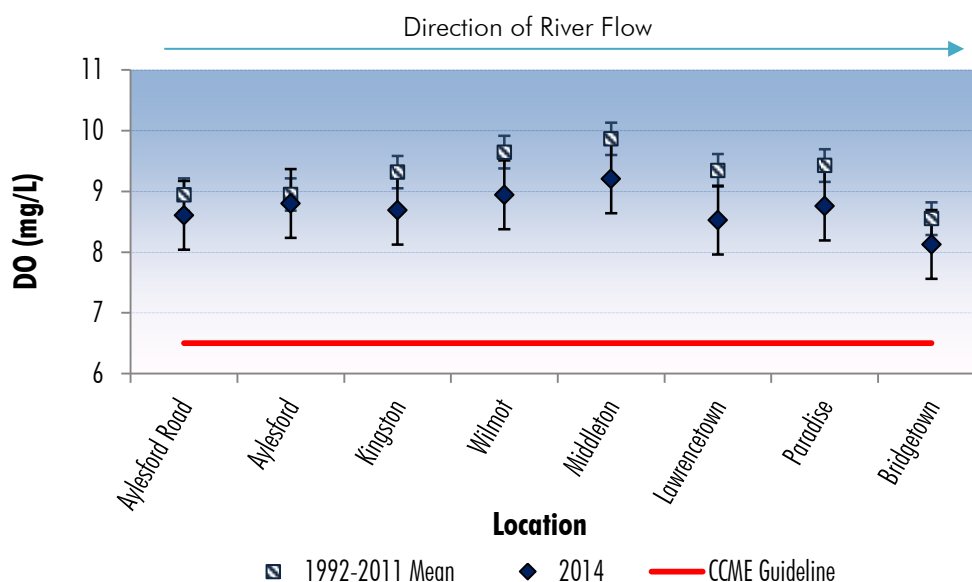 Direction of River Flow
11
10
9
8
7
6
DO (mg/L)
Aylesford Road
Aylesford
Kingston
Wilmot
Middleton
Lawrencetown
Paradise
Bridgetown
Location
1992-2011 Mean
2014
CCME Guideline